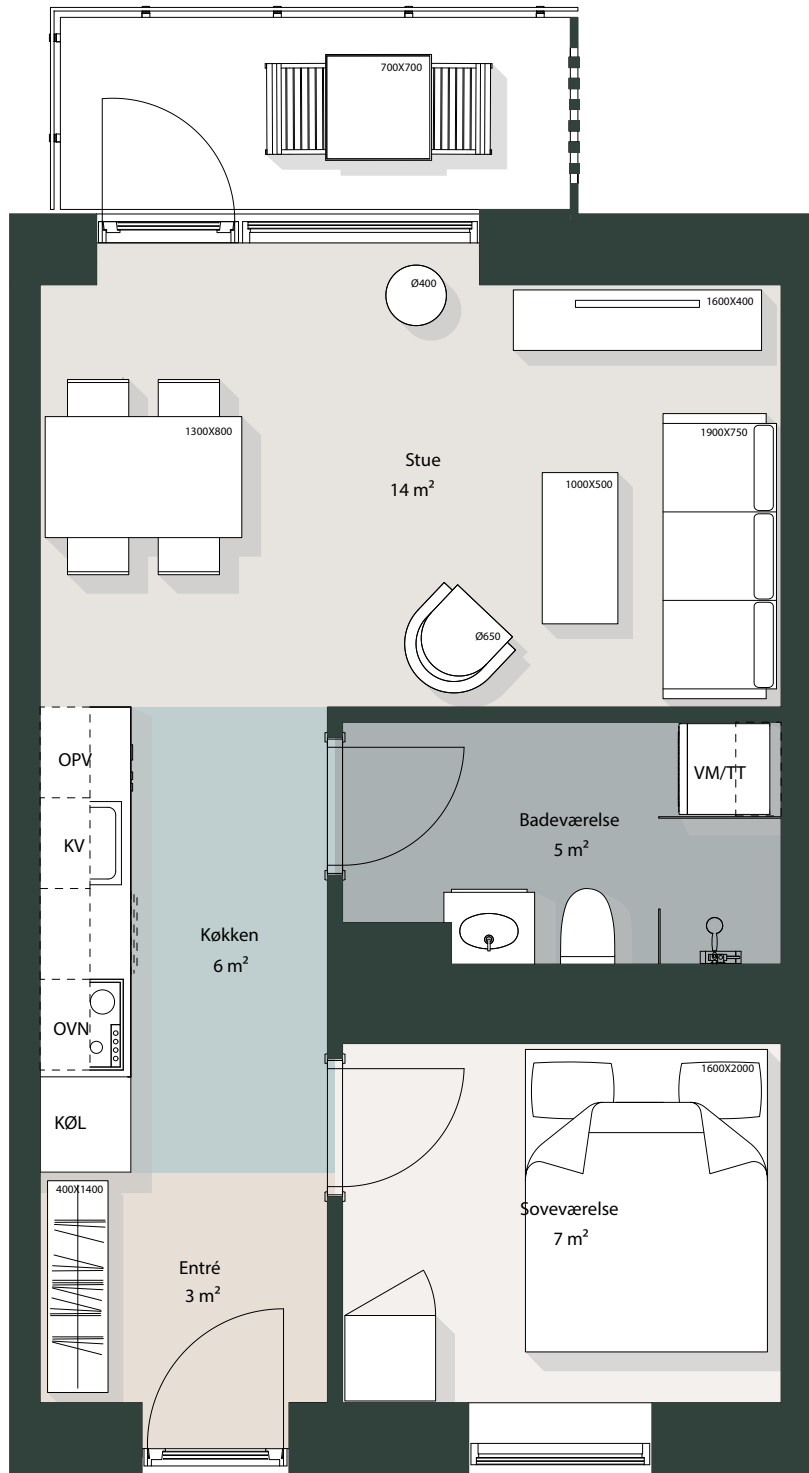 700X700
Ø400
1600X400
1300X800
1900X750
Stue
14 m²
1000X500
Ø650
OPV
VM/TT
KV
Badeværelse
5 m²
Køkken
6 m²
OVN
1600X2000
KØL
400X1400
Soveværelse
7 m²
Entré
3 m²